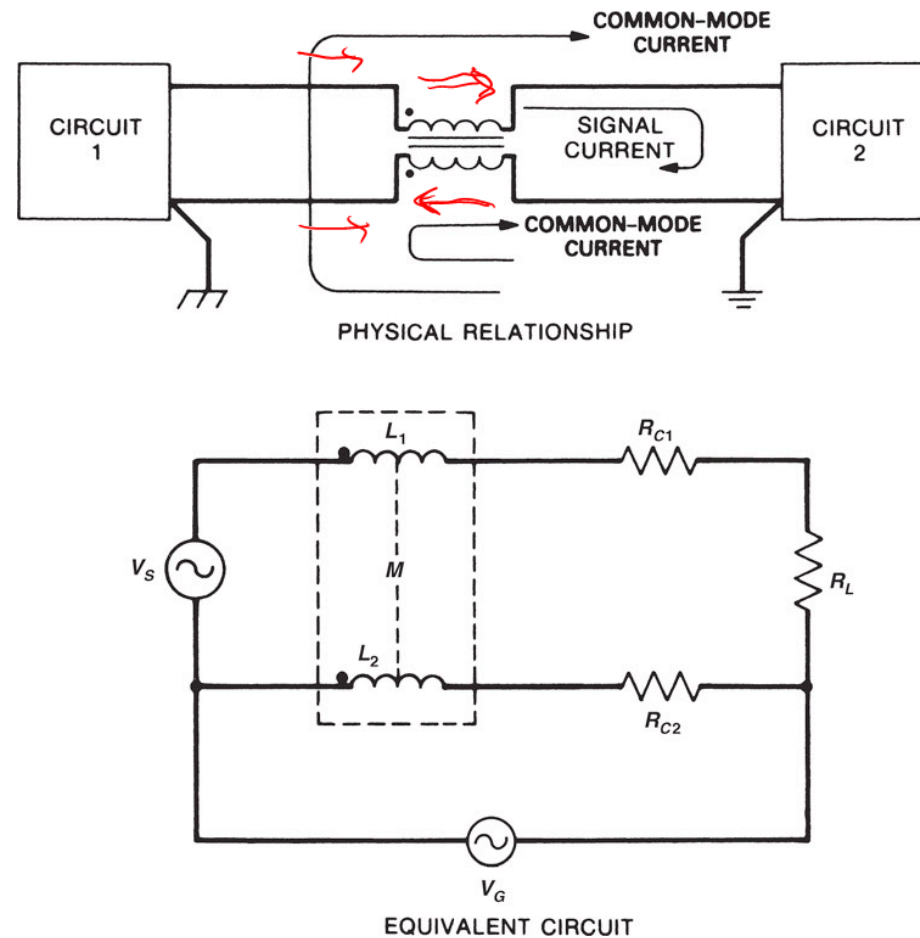 COMMON-MODE
CURRENT
CIRCUIT
1
SIGNAL
CURRENT
CIRCUIT
2
COMMON-MODE
CURRENT
PHYSICAL RELATIONSHIP
L1
RC1
VS
M
RL
L2
RC2
VG
EQUIVALENT CIRCUIT